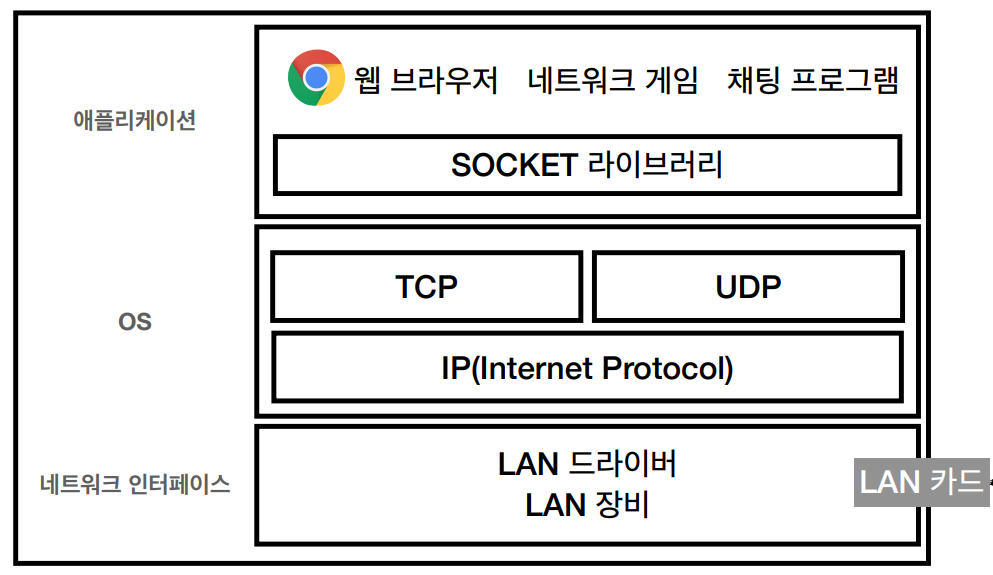 애플리케이션
웹 브라우저 네트워크 게임 채팅 프로그램
SOCKET 라이브러리
OS
TCP UDP
IP(Internet Protocol)
네트워크 인터페이스
LAN 드라이버
LAN 장비
LAN 카드